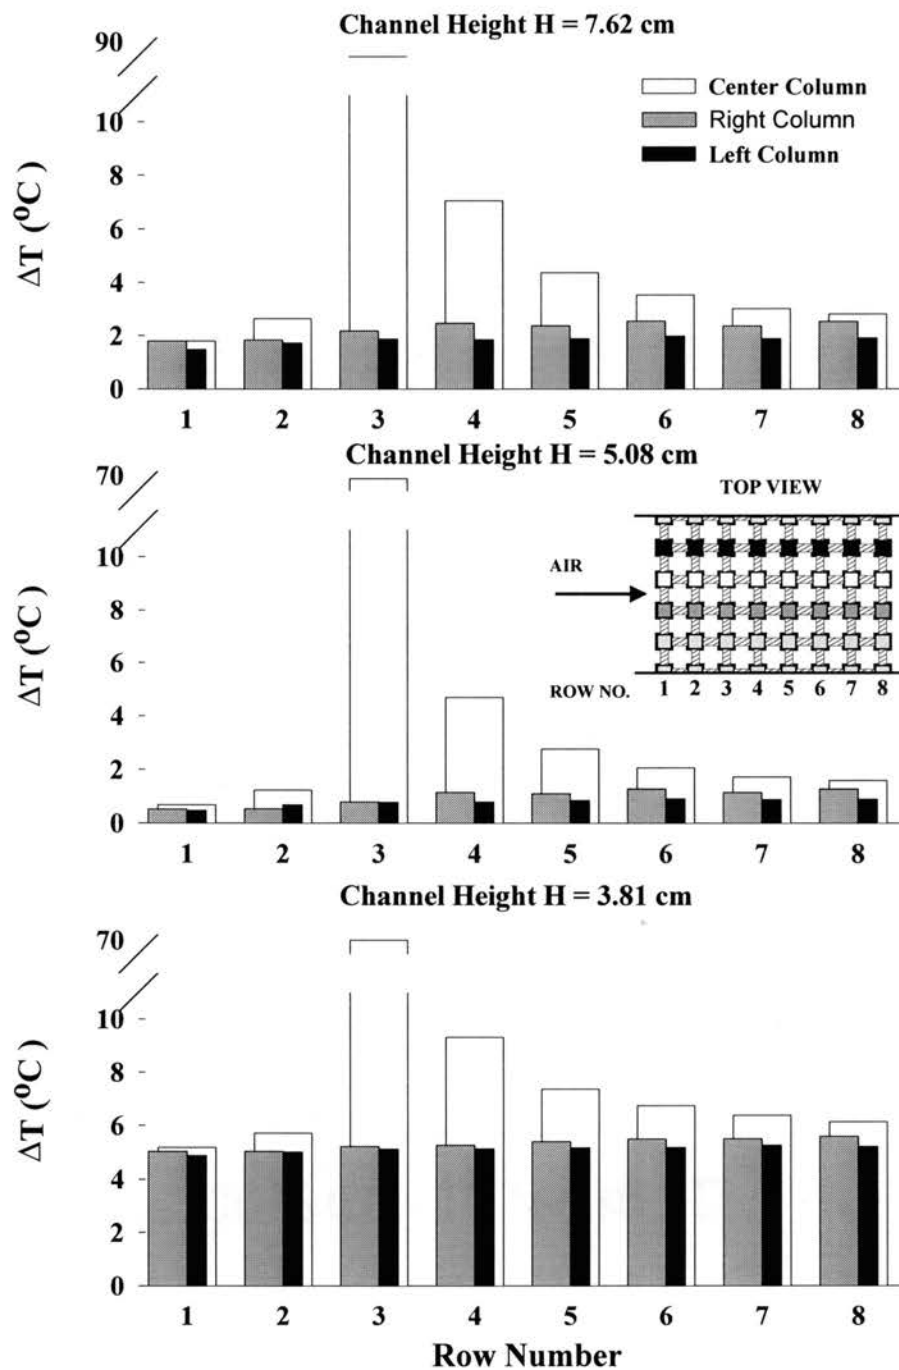 Channel Height H = 7.62 cm
90
10
8
6
4
2
0
ΔT (⁰C)
Center Column
Right Column
Left Column
1 2 3 4 5 6 7 8
Channel Height H = 5.08 cm
70
10
8
6
4
2
0
ΔT (⁰C)
TOP VIEW
AIR
ROW NO. 1 2 3 4 5 6 7 8
1 2 3 4 5 6 7 8
Channel Height H = 3.81 cm
70
10
8
6
4
2
0
ΔT (⁰C)
1 2 3 4 5 6 7 8
Row Number